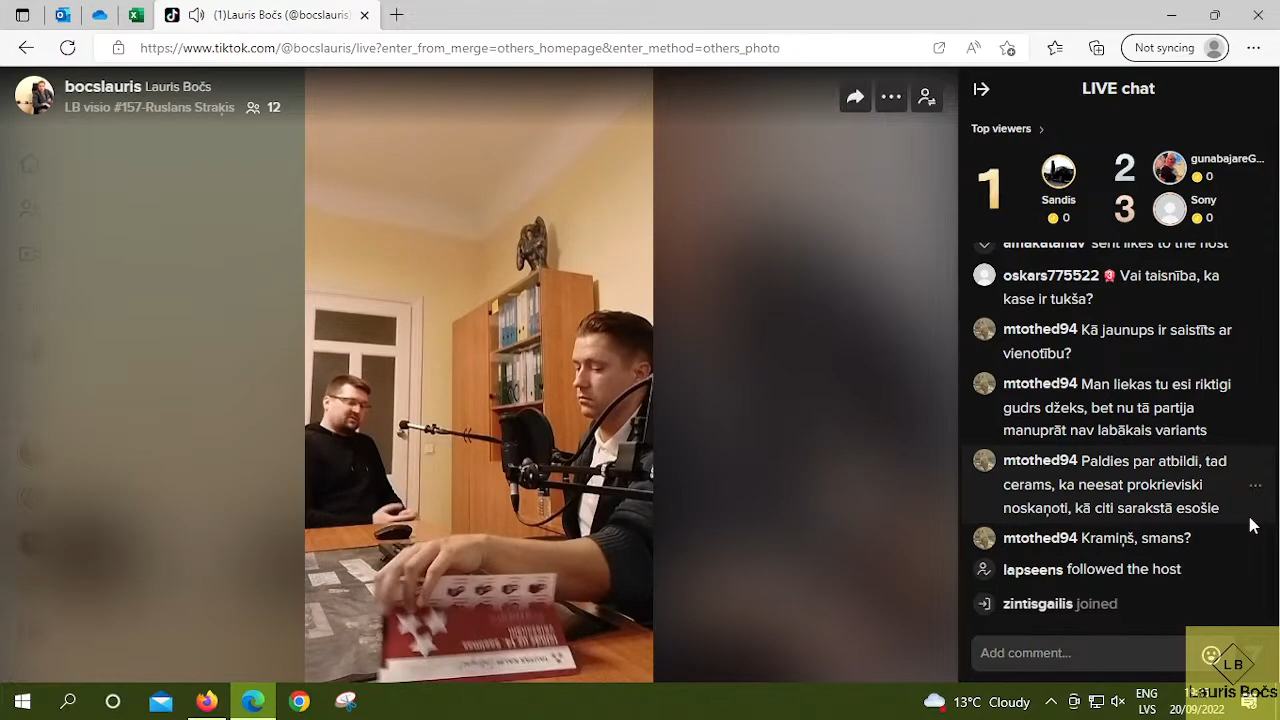 (1)Lauris Bočs (@bocslauris)
https://www.tiktok.com/@bocslauris/live?enter_from_merge=others_homepage&enter_method=others_photo
Not syncing
bocslauris Lauris Bočs
LB visio #157-Ruslans Straķis 12
LIVE chat
Top viewers
1 Sandis 0
2 gunabajareG... 0
3 Sony 0
amakatanav sent likes to the host
oskars775522 Vai taisnība, ka
kase ir tukša?
mtothed94 Kā jaunups ir saistīts ar
vienotību?
mtothed94 Man liekas tu esi riktigi
gudrs džeks, bet nu tā partija
manuprāt nav labākais variants
mtothed94 Paldies par atbildi, tad
cerams, ka neesat prokrieviski
noskaņoti, kā citi sarakstā esošle
mtothed94 Kramiņš, smans?
lapseens followed the host
zintisgailis joined
Add comment...
LB
Lauris Bočs
13°C Cloudy
ENG
LVS
20/09/2022